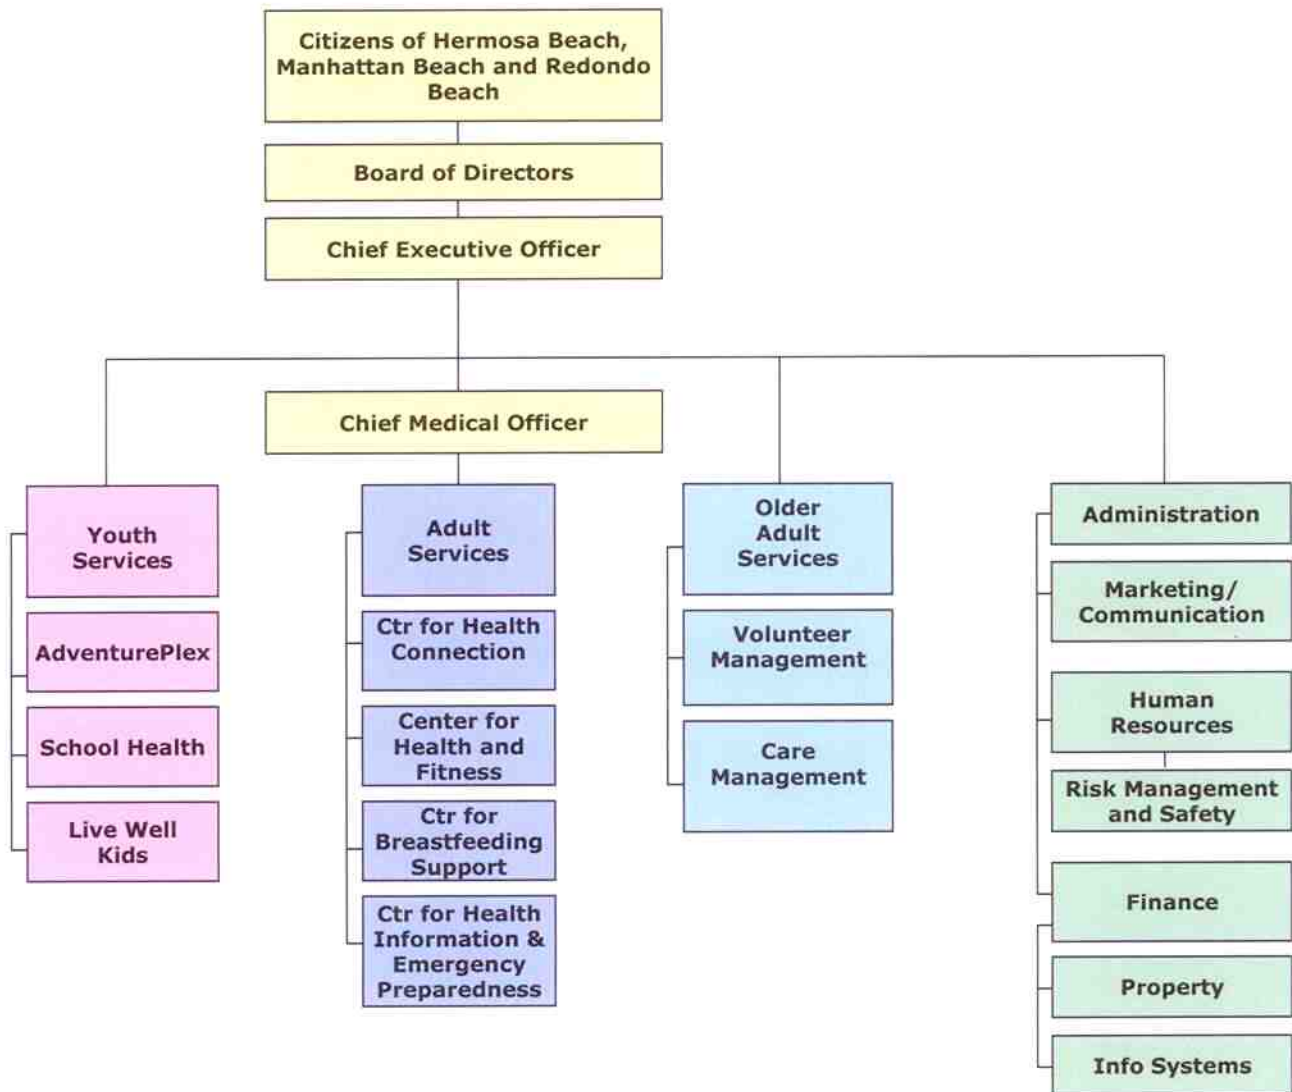 Citizens of Hermosa Beach,
Manhattan Beach and Redondo
Beach
Board of Directors
Chief Executive Officer
Chief Medical Officer
Youth
Services
AdventurePlex
School Health
Live Well
Kids
Adult
Services
Ctr for Health
Connection
Center for
Health and
Fitness
Ctr for
Breastfeeding
Support
Ctr for Health
Information &
Emergency
Preparedness
Older
Adult
Services
Volunteer
Management
Care
Management
Administration
Marketing/
Communication
Human
Resources
Risk Management
and Safety
Finance
Property
Info Systems